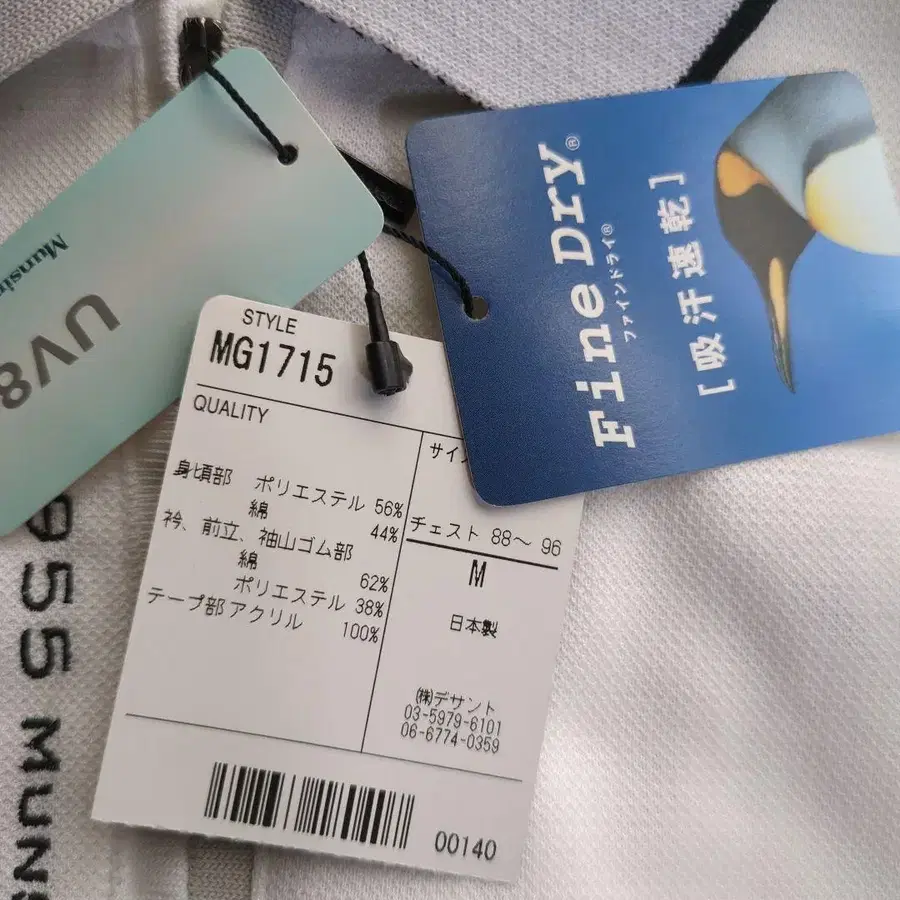 UV8
STYLE
MG1715
QUALITY
身頃部 ポリエステル 56%
綿 44%
衿、前立、袖山ゴム部
綿 62%
ポリエステル 38%
テープ部 アクリル 100%
チェスト 88～ 96
M
日本製
(株)デサント
03-5979-6101
06-6774-0359
00140
Fine Dry®
ファインドライ®
[吸汗速乾]
955